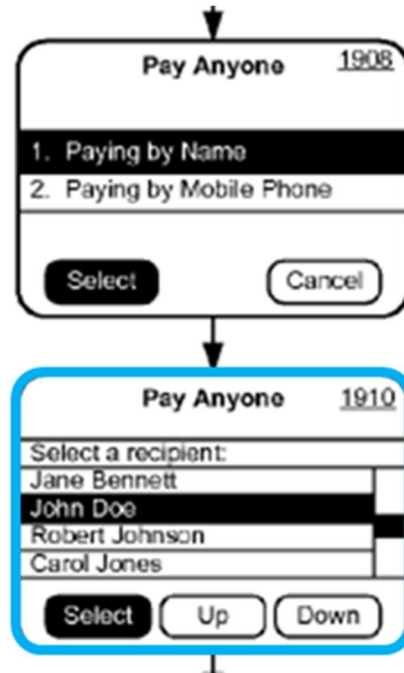 Pay Anyone 1908
1. Paying by Name
2. Paying by Mobile Phone
Select Cancel
Pay Anyone 1910
Select a recipient:
Jane Bennett
John Doe
Robert Johnson
Carol Jones
Select Up Down